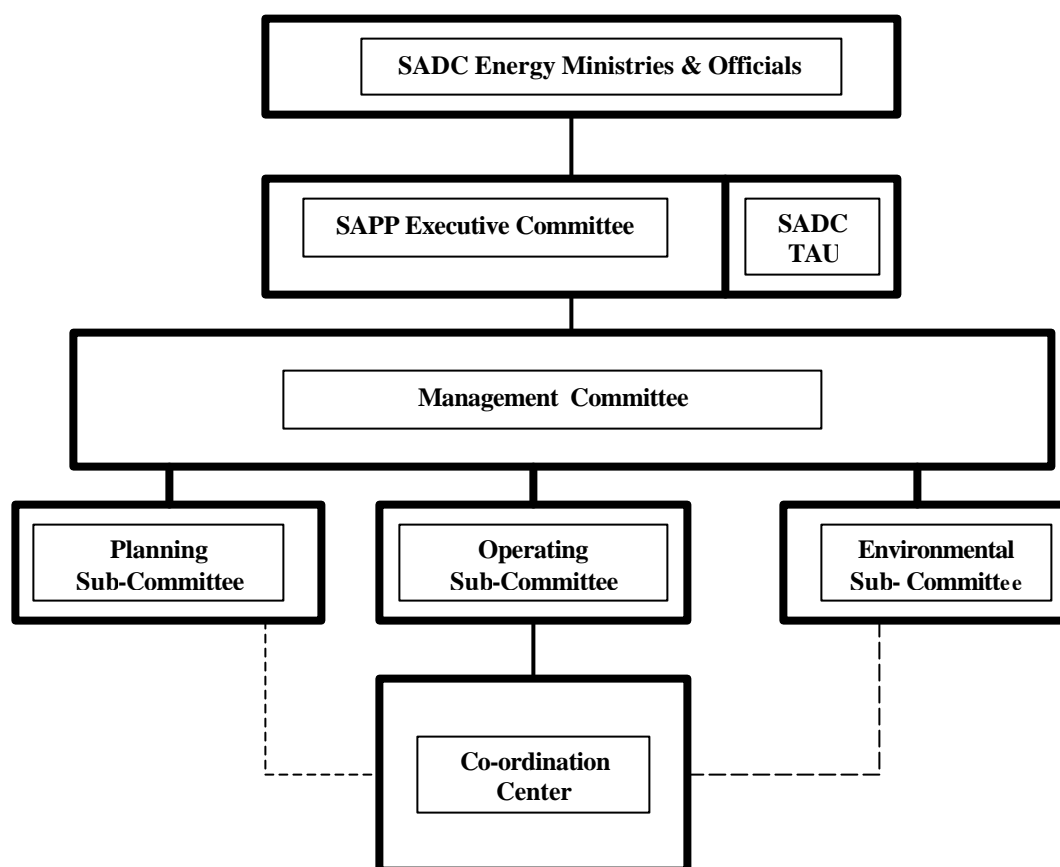 SADC Energy Ministries & Officials
SAPP Executive Committee
SADC
TAU
Management Committee
Planning
Sub-Committee
Operating
Sub-Committee
Environmental
Sub- Committee
Co-ordination
Center